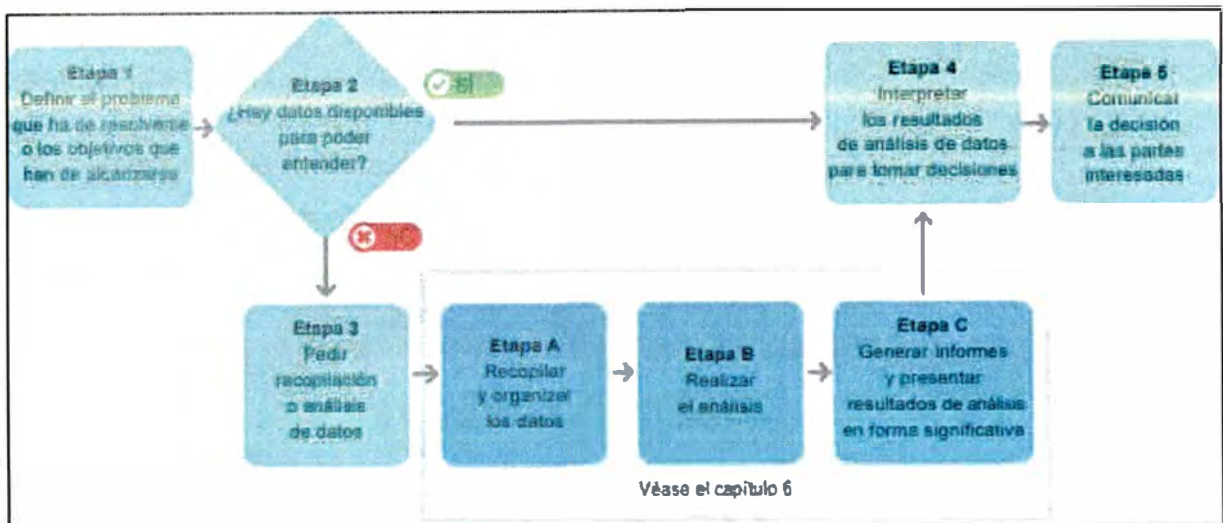 Etapa 1
Definir el problema
que ha de resolverse
o los objetivos que
han de alcanzarse
Etapa 2
¿Hay datos disponibles
para poder
entender?
SÍ
Etapa 4
Interpretar
los resultados
de análisis de datos
para tomar decisiones
Etapa 5
Comunicar
la decisión
a las partes
interesadas
Etapa 3
Pedir
recopilación
o análisis
de datos
Etapa A
Recopilar
y organizar
los datos
Etapa B
Realizar
el análisis
Etapa C
Generar informes
y presentar
resultados de análisis
en forma significativa
Véase el capítulo 6